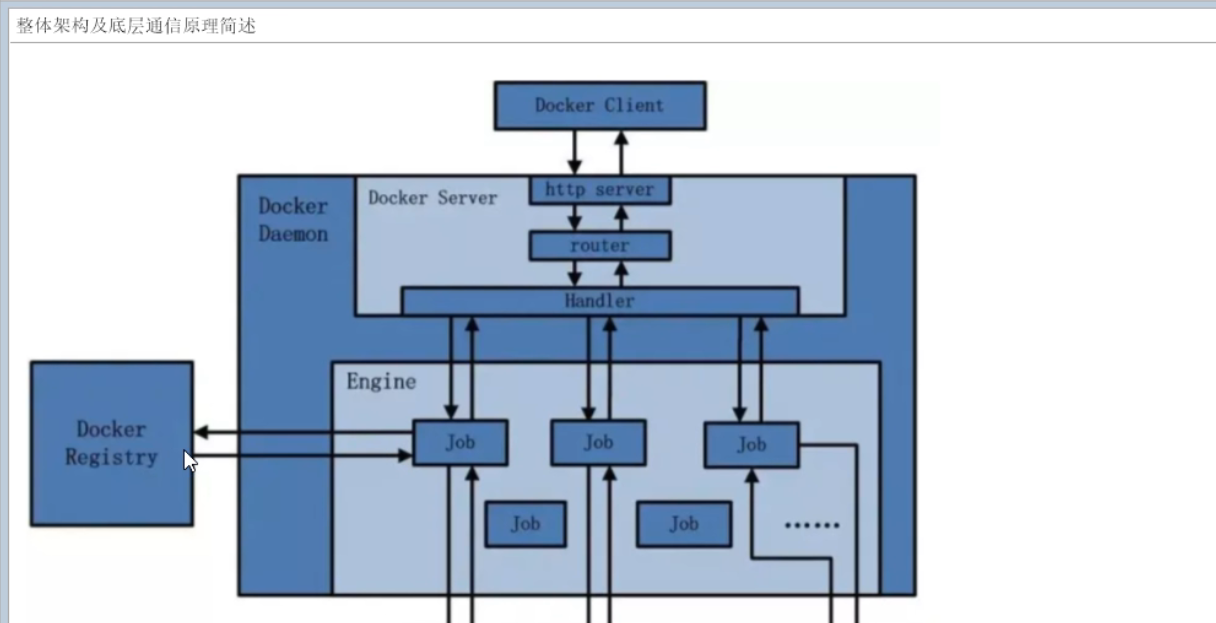 整体架构及底层通信原理简述
Docker Client
Docker
Daemon
Docker Server
http server
router
Handler
Engine
Docker
Registry
Job
Job
Job
Job
Job
......